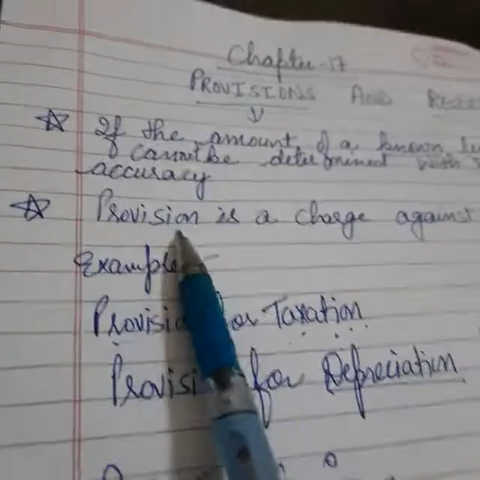 Chapter-17
PROVISIONS AND
If the amount of a known
cannot be determined with
accuracy
Provision is a charge against
Example
Provision for Taxation
Provision for Depreciation